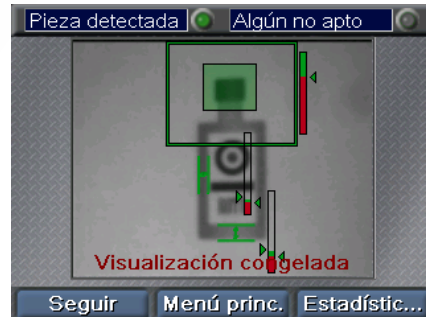 Pieza detectada Algún no apto
Visualización congelada
Seguir Menú princ. Estadístic...